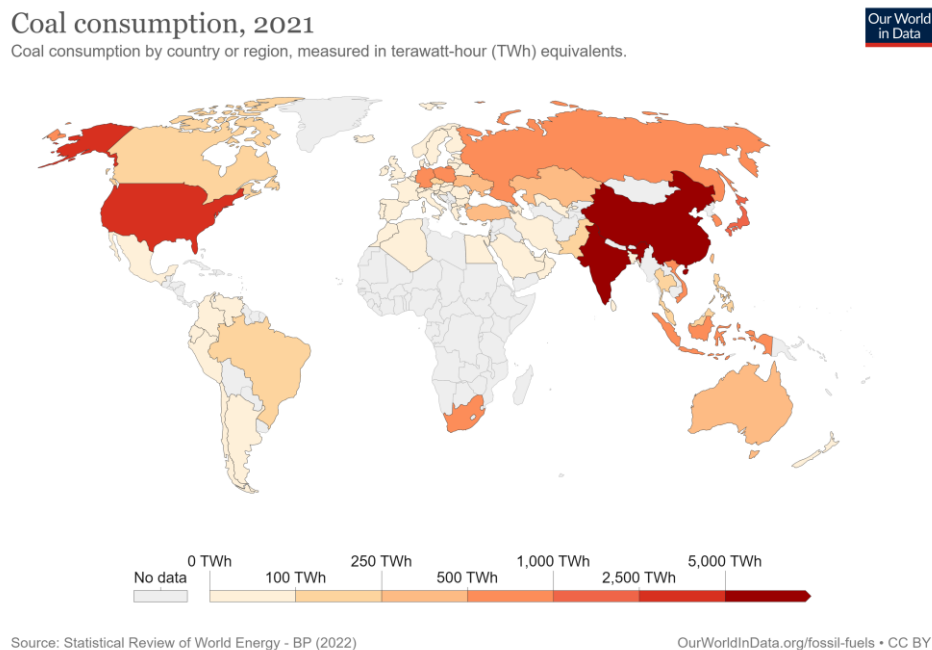 Coal consumption, 2021
Our World
in Data
Coal consumption by country or region, measured in terawatt-hour (TWh) equivalents.
0 TWh 250 TWh 1,000 TWh 5,000 TWh
No data 100 TWh 500 TWh 2,500 TWh
Source: Statistical Review of World Energy - BP (2022) OurWorldInData.org/fossil-fuels • CC BY